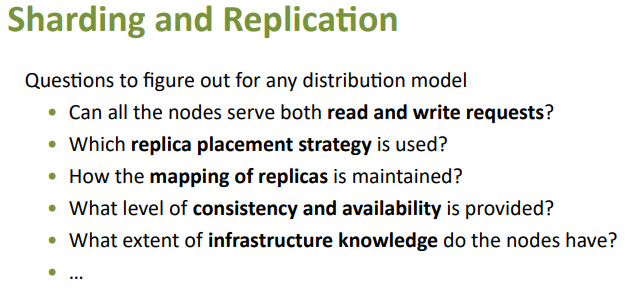 Sharding and Replication
Questions to figure out for any distribution model
• Can all the nodes serve both read and write requests?
• Which replica placement strategy is used?
• How the mapping of replicas is maintained?
• What level of consistency and availability is provided?
• What extent of infrastructure knowledge do the nodes have?
• ...